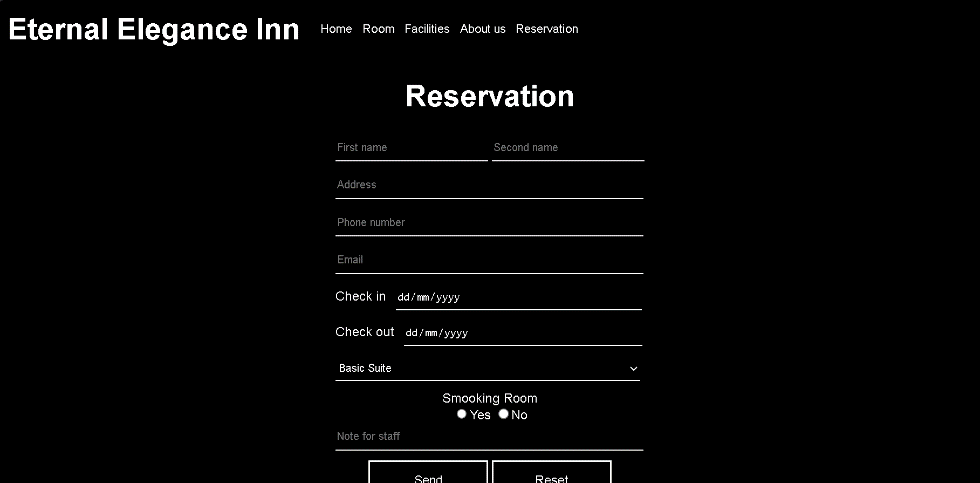 Eternal Elegance Inn Home Room Facilities About us Reservation
Reservation
First name Second name
Address
Phone number
Email
Check in dd/mm/yyyy
Check out dd/mm/yyyy
Basic Suite
Smooking Room
Yes No
Note for staff
Send Reset